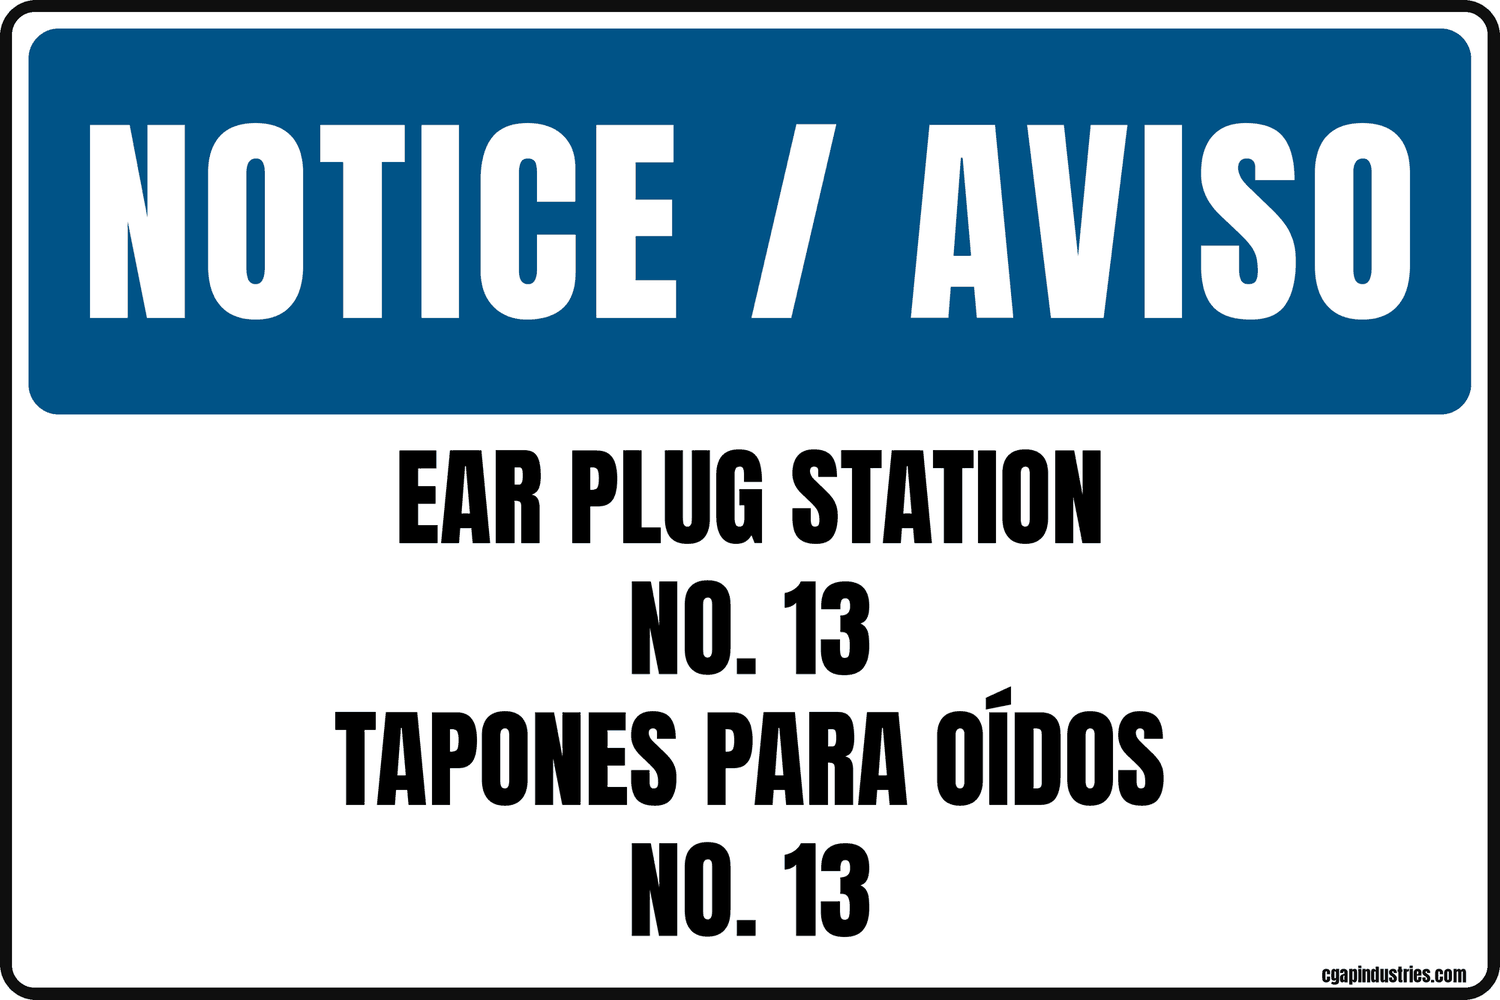 NOTICE / AVISO
EAR PLUG STATION
NO. 13
TAPONES PARA OÍDOS
NO. 13
cgapindustries.com